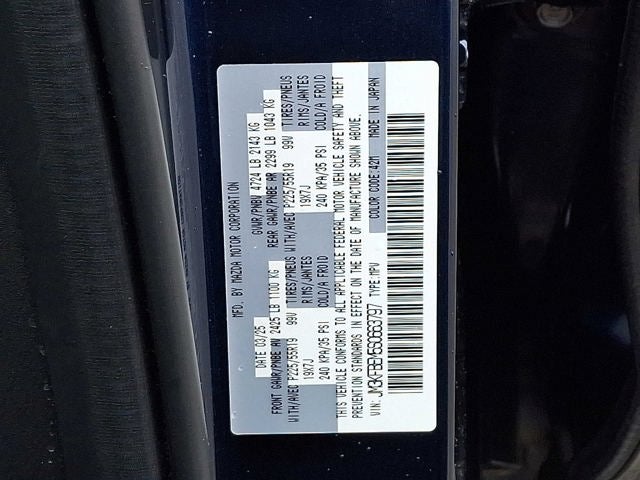 MFD. BY MAZDA MOTOR CORPORATION
DATE 03/25 GVWR/PNBV 4724 LB 2143 KG
FRONT GAWR/PNBE AV 2425 LB 1100 KG REAR GAWR/PNBE AR 2299 LB 1043 KG
WITH/AVEC P225/55R19 99V TIRES/PNEUS WITH/AVEC P225/55R19 99V TIRES/PNEUS
19X7J RIMS/JANTES 19X7J RIMS/JANTES
240 KPA/35 PSI COLD/A FROID 240 KPA/35 PSI COLD/A FROID
THIS VEHICLE CONFORMS TO ALL APPLICABLE FEDERAL MOTOR VEHICLE SAFETY AND THEFT
PREVENTION STANDARDS IN EFFECT ON THE DATE OF MANUFACTURE SHOWN ABOVE.
VIN: JM3KFBEM5S0663797 TYPE:MPV COLOR CODE:42M MADE IN JAPAN